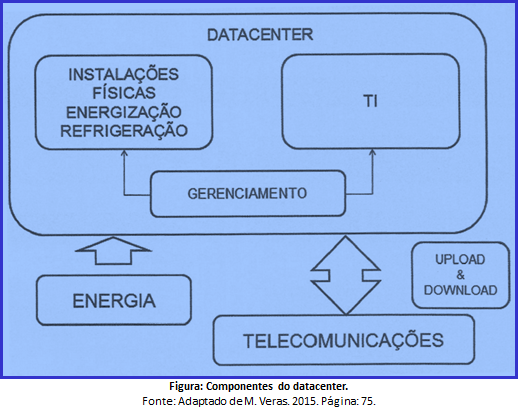 DATACENTER
INSTALAÇÕES
FÍSICAS
ENERGIZAÇÃO
REFRIGERAÇÃO
TI
GERENCIAMENTO
ENERGIA
UPLOAD
&
DOWNLOAD
TELECOMUNICAÇÕES
Figura: Componentes do datacenter.
Fonte: Adaptado de M. Veras. 2015. Página: 75.